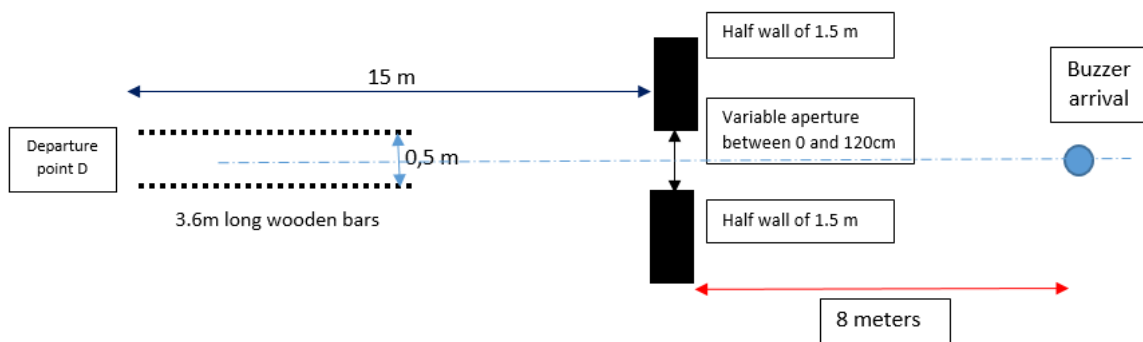 Half wall of 1.5 m
15 m
Buzzer
arrival
Departure
point D
0,5 m
Variable aperture
between 0 and 120cm
3.6m long wooden bars
Half wall of 1.5 m
8 meters